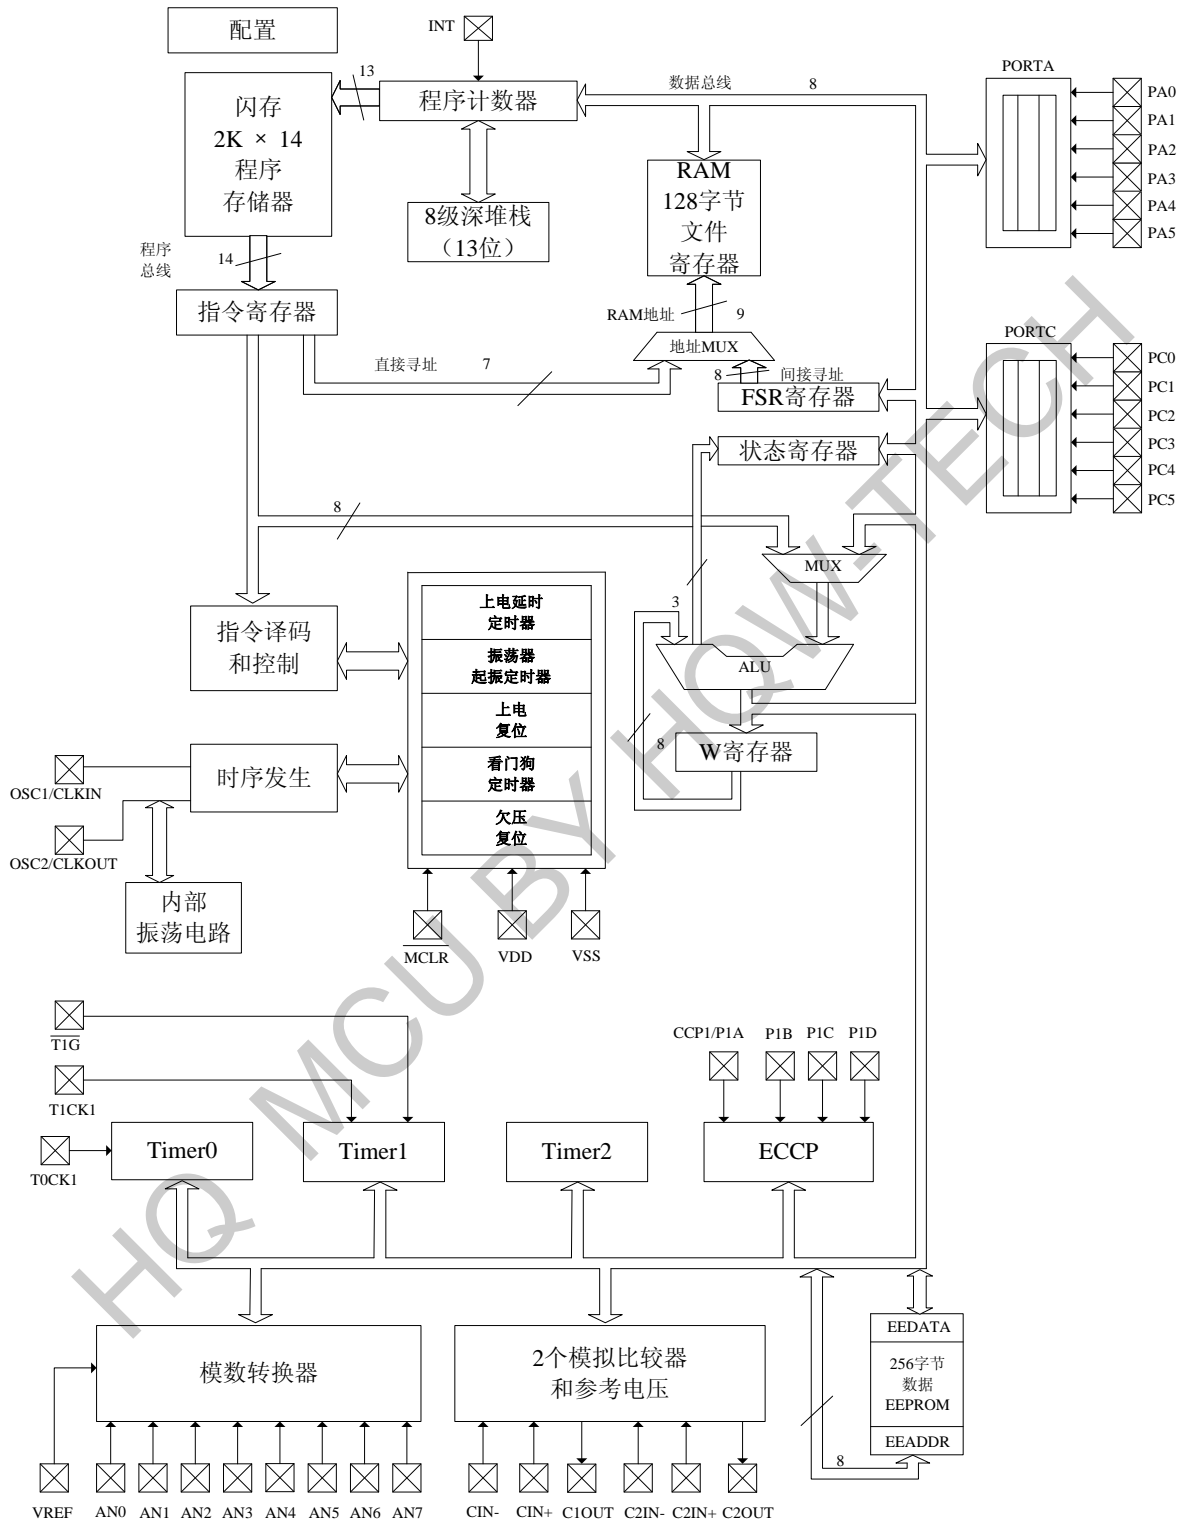 配置
INT
13
数据总线
8
PORTA
闪存
2K × 14
程序
存储器
程序计数器
PA0
PA1
PA2
PA3
PA4
PA5
RAM
128字节
文件
寄存器
8级深堆栈
(13位)
程序
总线
14
指令寄存器
RAM地址
9
地址MUX
直接寻址
7
8
间接寻址
FSR寄存器
状态寄存器
PORTC
PC0
PC1
PC2
PC3
PC4
PC5
8
MUX
3
ALU
8
W寄存器
指令译码
和控制
上电延时
定时器
振荡器
起振定时器
上电
复位
看门狗
定时器
欠压
复位
时序发生
OSC1/CLKIN
OSC2/CLKOUT
内部
振荡电路
MCLR
VDD
VSS
T1G
T1CK1
T0CK1
CCP1/P1A
P1B
P1C
P1D
Timer0
Timer1
Timer2
ECCP
模数转换器
2个模拟比较器
和参考电压
EEDATA
256字节
数据
EEPROM
EEADDR
8
VREF
AN0
AN1
AN2
AN3
AN4
AN5
AN6
AN7
CIN-
CIN+
C1OUT
C2IN-
C2IN+
C2OUT
HQ MCU BY HQW-TECH